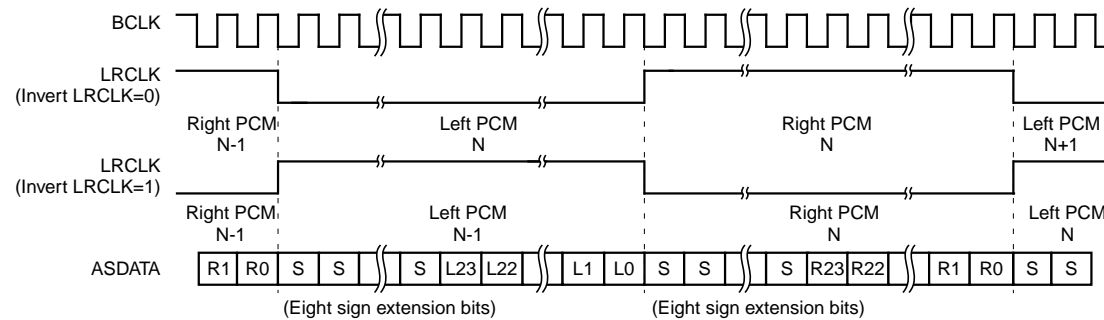 BCLK
LRCLK
(Invert LRCLK=0)
Right PCM Left PCM Right PCM Left PCM
N-1 N N N+1
LRCLK
(Invert LRCLK=1)
Right PCM Left PCM Right PCM Left PCM
N-1 N-1 N N
ASDATA R1 R0 S S S L23 L22 L1 L0 S S S R23 R22 R1 R0 S S
(Eight sign extension bits) (Eight sign extension bits)